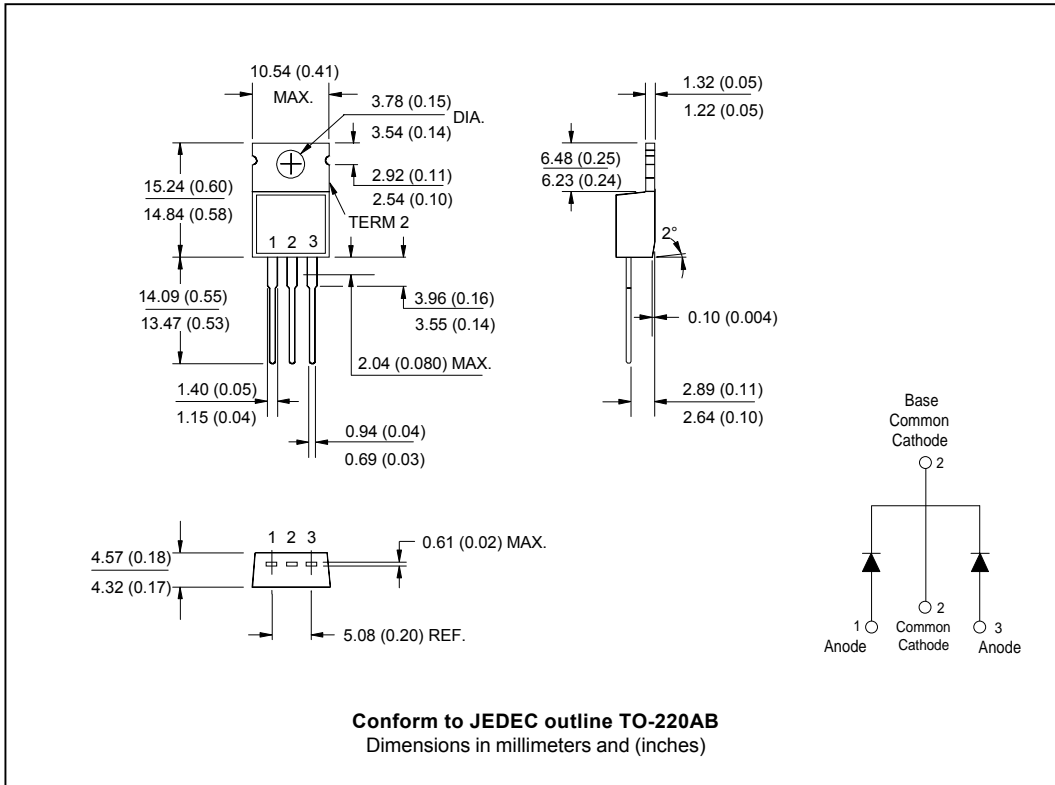 10.54 (0.41)
MAX.
3.78 (0.15)
3.54 (0.14)
DIA.
2.92 (0.11)
2.54 (0.10)
TERM 2
15.24 (0.60)
14.84 (0.58)
1 2 3
14.09 (0.55)
13.47 (0.53)
3.96 (0.16)
3.55 (0.14)
2.04 (0.080) MAX.
1.40 (0.05)
1.15 (0.04)
0.94 (0.04)
0.69 (0.03)
1.32 (0.05)
1.22 (0.05)
6.48 (0.25)
6.23 (0.24)
2°
0.10 (0.004)
2.89 (0.11)
2.64 (0.10)
1 2 3
4.57 (0.18)
4.32 (0.17)
0.61 (0.02) MAX.
5.08 (0.20) REF.
Base
Common
Cathode
2
2
1
Anode
Common
Cathode
3
Anode
Conform to JEDEC outline TO-220AB
Dimensions in millimeters and (inches)